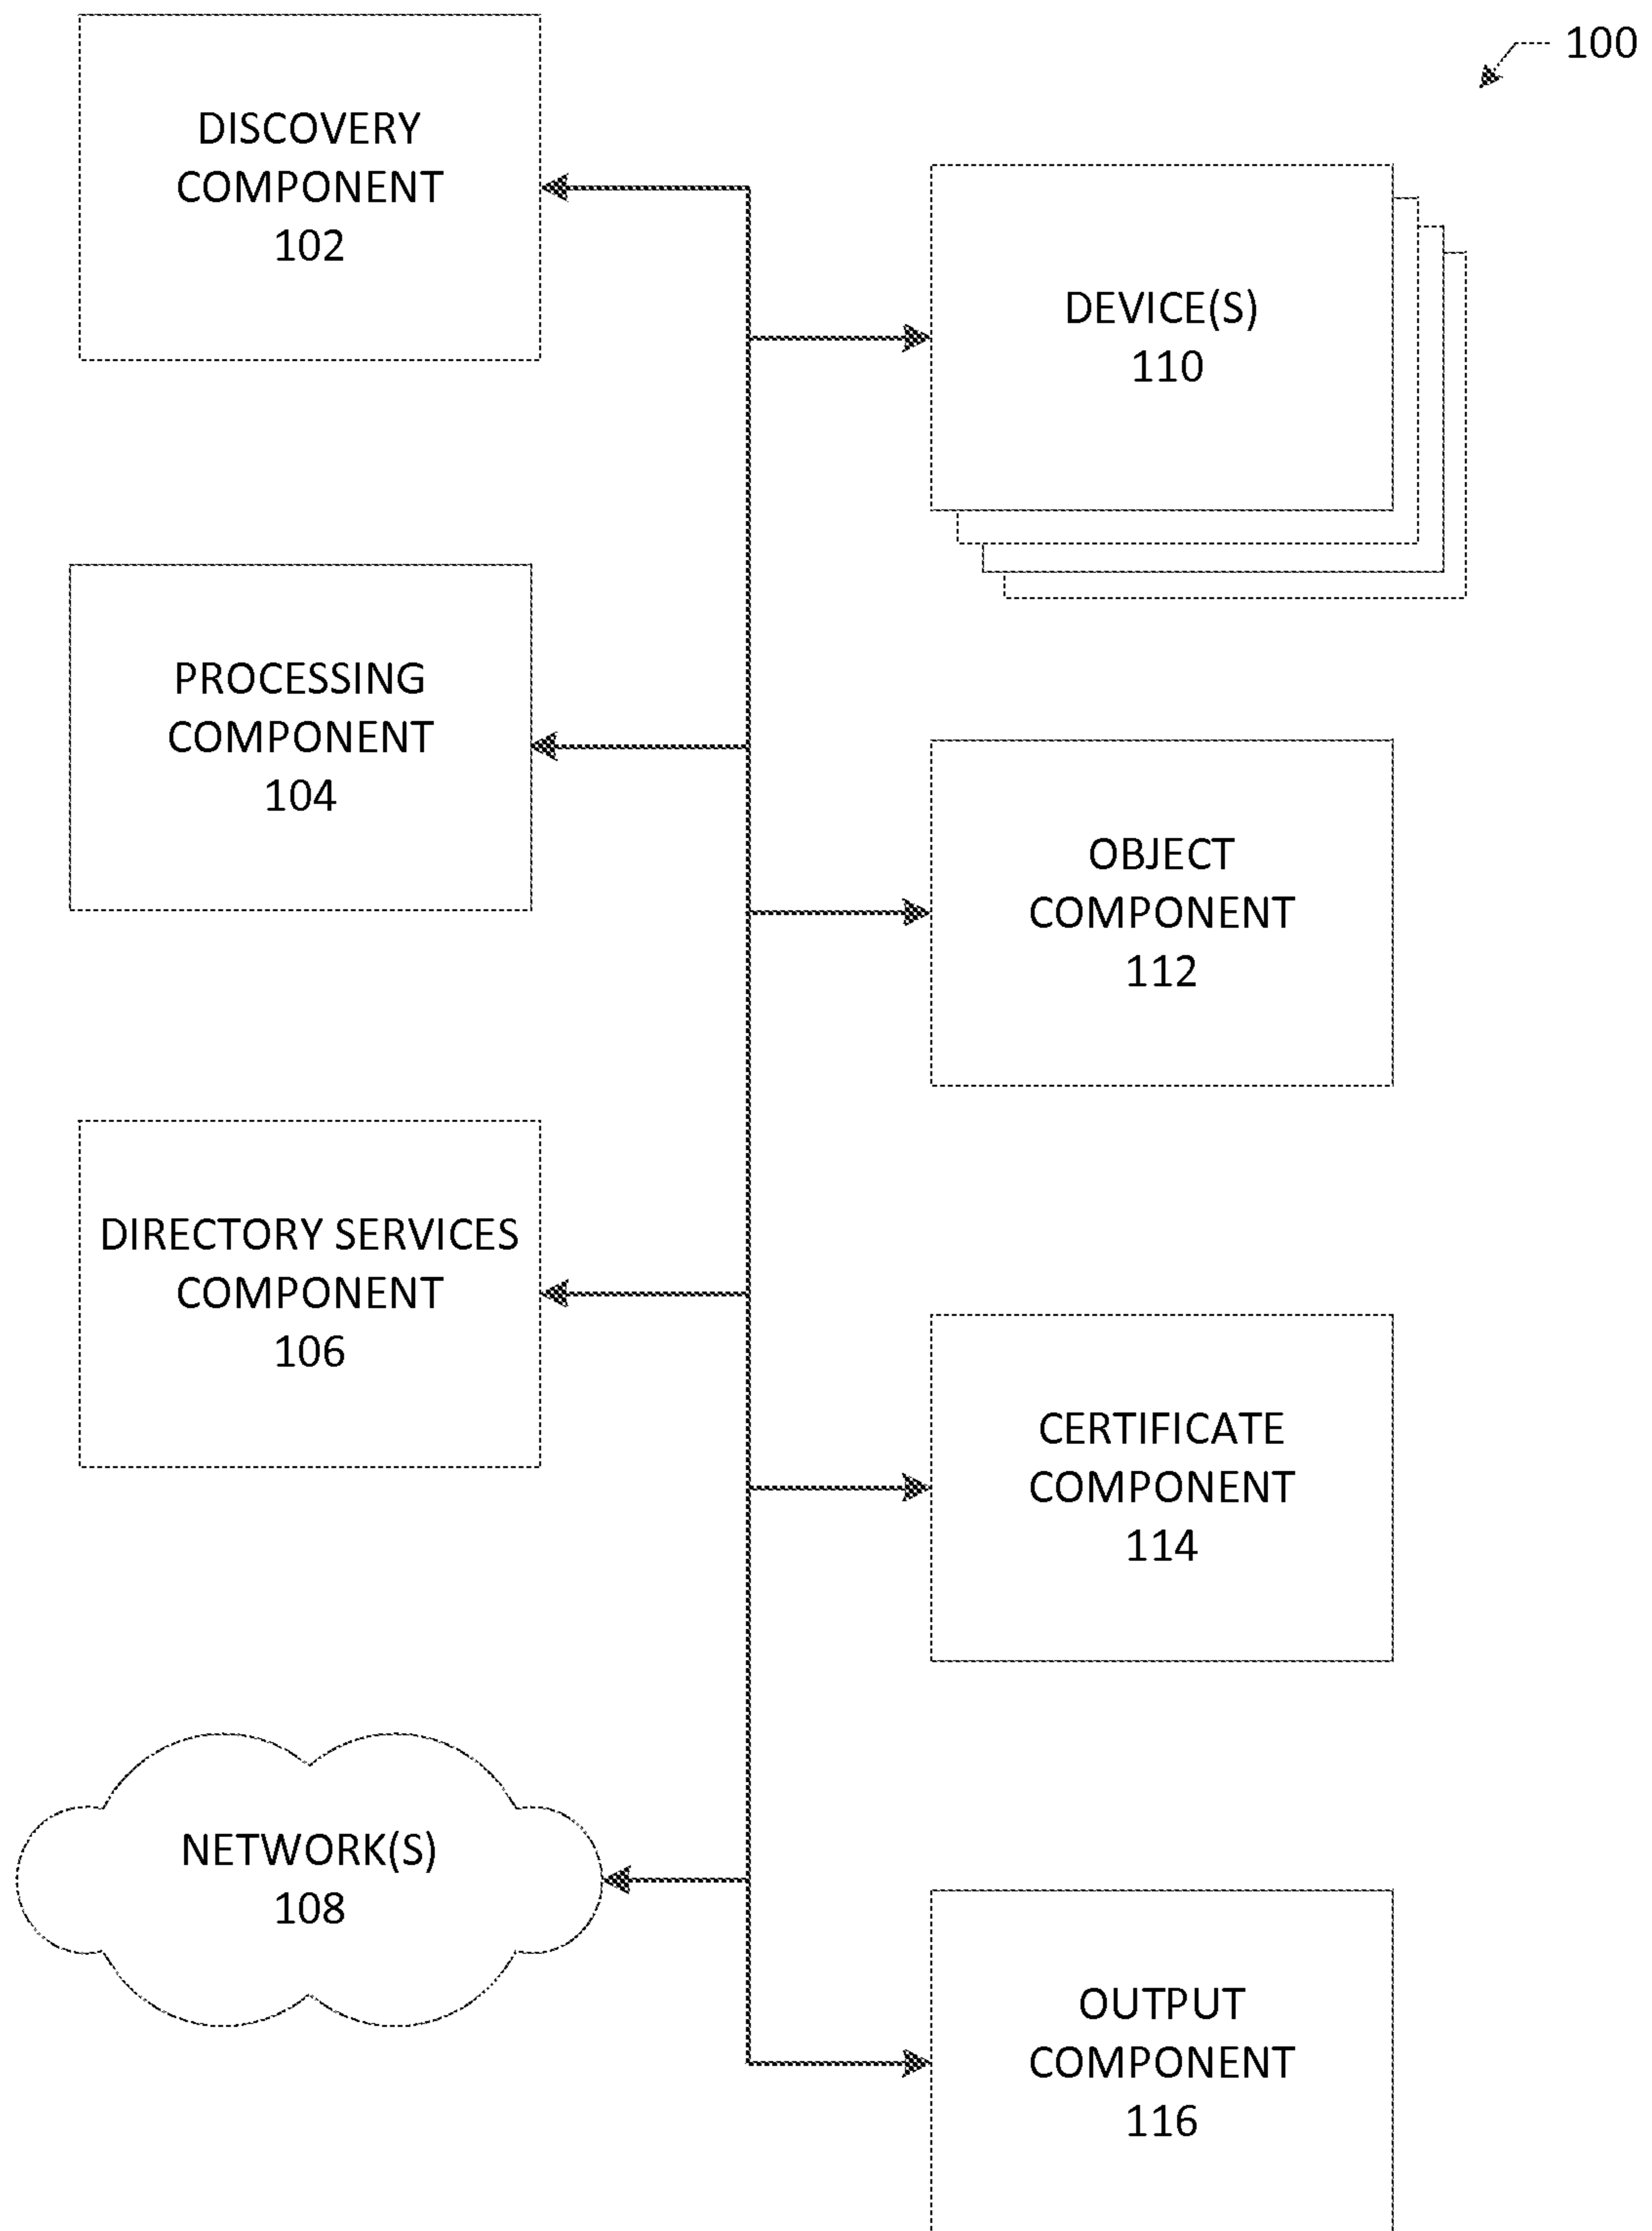 100
DISCOVERY
COMPONENT
102
DEVICE(S)
110
PROCESSING
COMPONENT
104
OBJECT
COMPONENT
112
DIRECTORY SERVICES
COMPONENT
106
CERTIFICATE
COMPONENT
114
NETWORK(S)
108
OUTPUT
COMPONENT
116